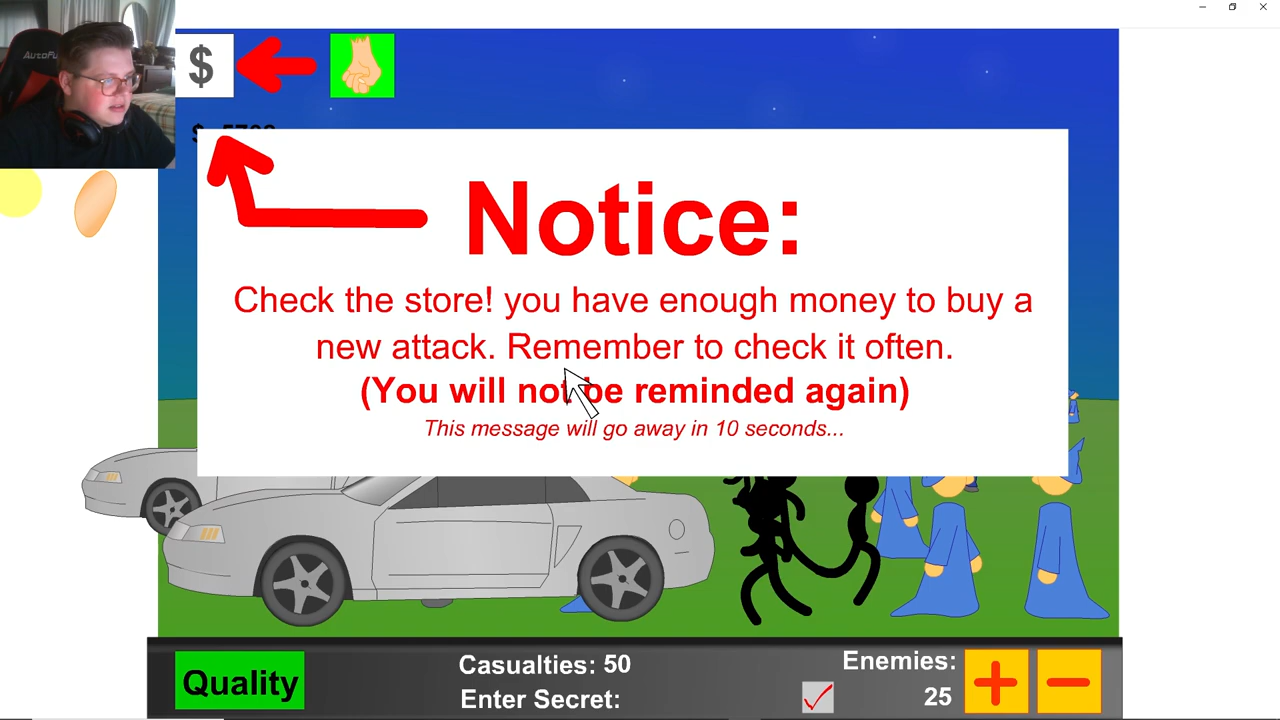 $
Notice:
Check the store! you have enough money to buy a
new attack. Remember to check it often.
(You will not be reminded again)
This message will go away in 10 seconds...
Quality
Casualties: 50
Enter Secret:
Enemies:
25